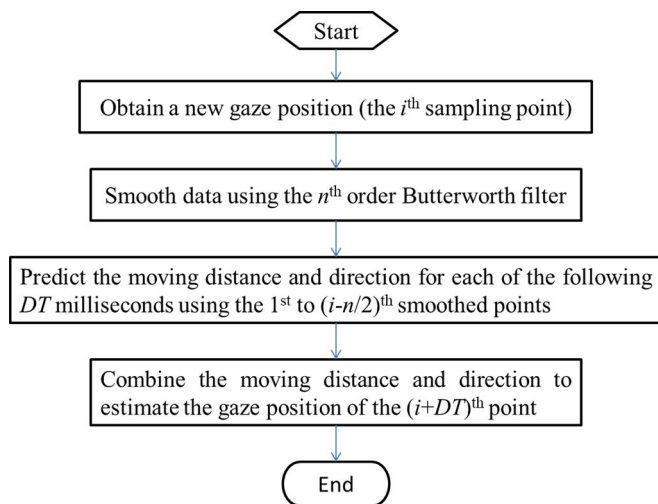 Start
Obtain a new gaze position (the iᵗʰ sampling point)
Smooth data using the nᵗʰ order Butterworth filter
Predict the moving distance and direction for each of the following
DT milliseconds using the 1ˢᵗ to (i-n/2)ᵗʰ smoothed points
Combine the moving distance and direction to
estimate the gaze position of the (i+DT)ᵗʰ point
End